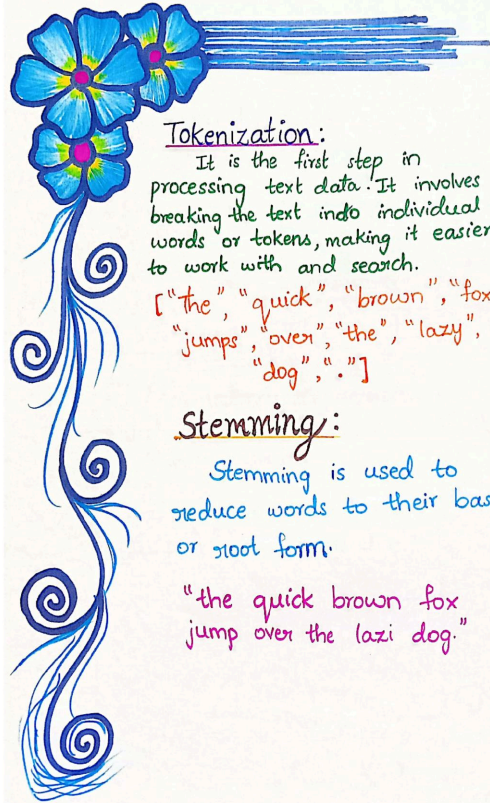 Tokenization:
It is the first step in
processing text data. It involves
breaking the text indo individual
words or tokens, making it easier
to work with and search.
["The", "quick", "brown", "fox
"jumps", "over", "the", "lazy",
"dog", "."]
Stemming:
Stemming is used to
reduce words to their bas
or root form.
"the quick brown fox
jump over the lazi dog."